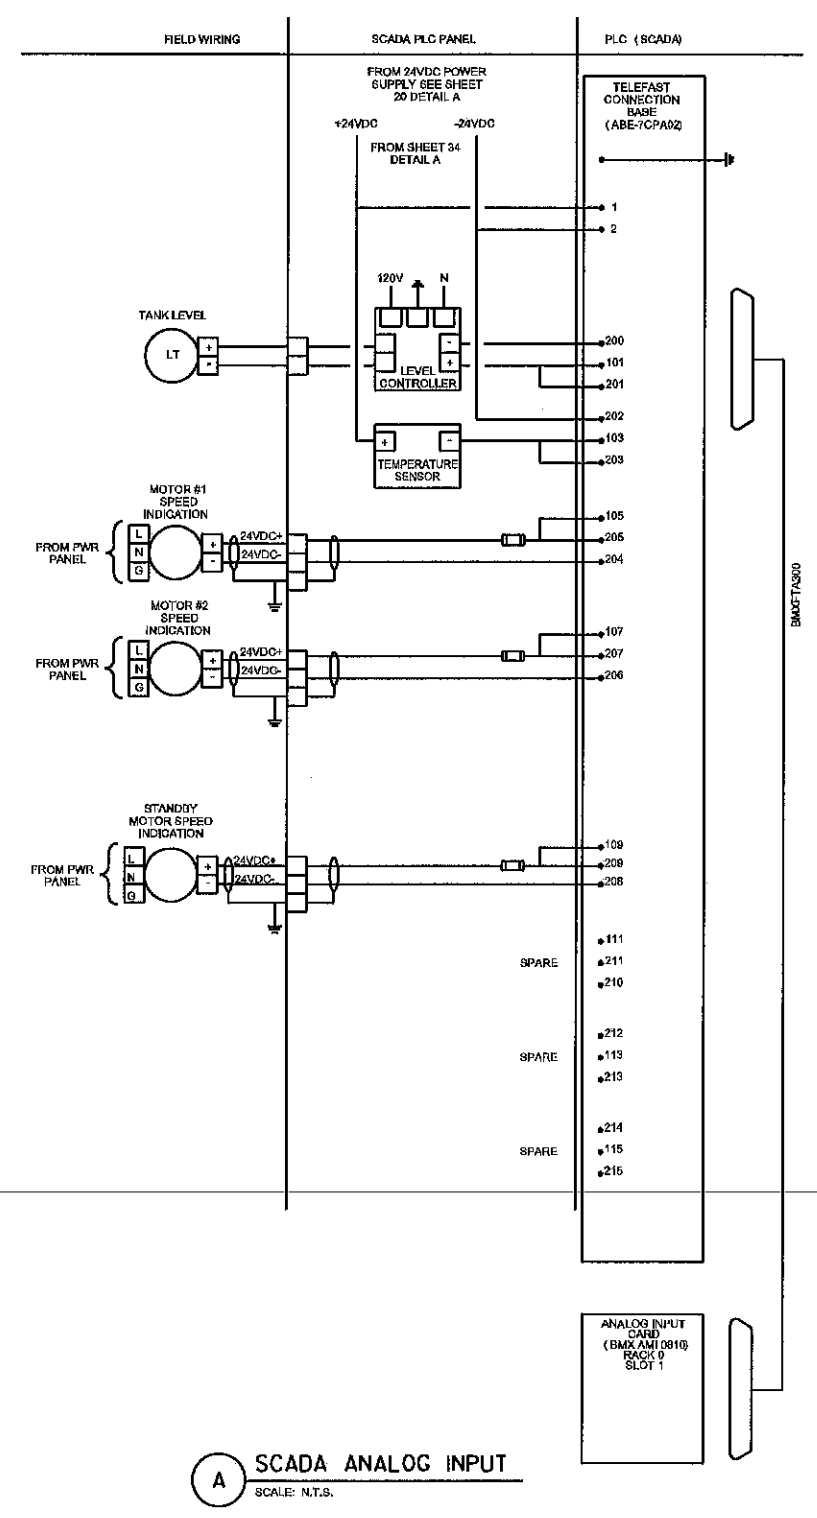 FIELD WIRING
SCADA PLC PANEL
PLC (SCADA)
FROM 24VDC POWER
SUPPLY SEE SHEET
20 DETAIL A
+24VDC
-24VDC
FROM SHEET 34
DETAIL A
TELEFAST
CONNECTION
BASE
(ABE-7CPA02)
1
2
120V
N
TANK LEVEL
LT
+
-
-
+
LEVEL
CONTROLLER
200
101
201
202
103
203
+
-
TEMPERATURE
SENSOR
MOTOR #1
SPEED
INDICATION
FROM PWR
PANEL
L
N
G
+
-
24VDC+
24VDC-
105
205
204
MOTOR #2
SPEED
INDICATION
FROM PWR
PANEL
L
N
G
+
-
24VDC+
24VDC-
107
207
206
STANDBY
MOTOR SPEED
INDICATION
FROM PWR
PANEL
L
N
G
+
-
24VDC+
24VDC-
109
209
208
SPARE
111
211
210
SPARE
212
113
213
SPARE
214
115
215
BMXFTA300
ANALOG INPUT
CARD
(BMX AMI 0810)
RACK 0
SLOT 1
A
SCADA ANALOG INPUT
SCALE: N.T.S.